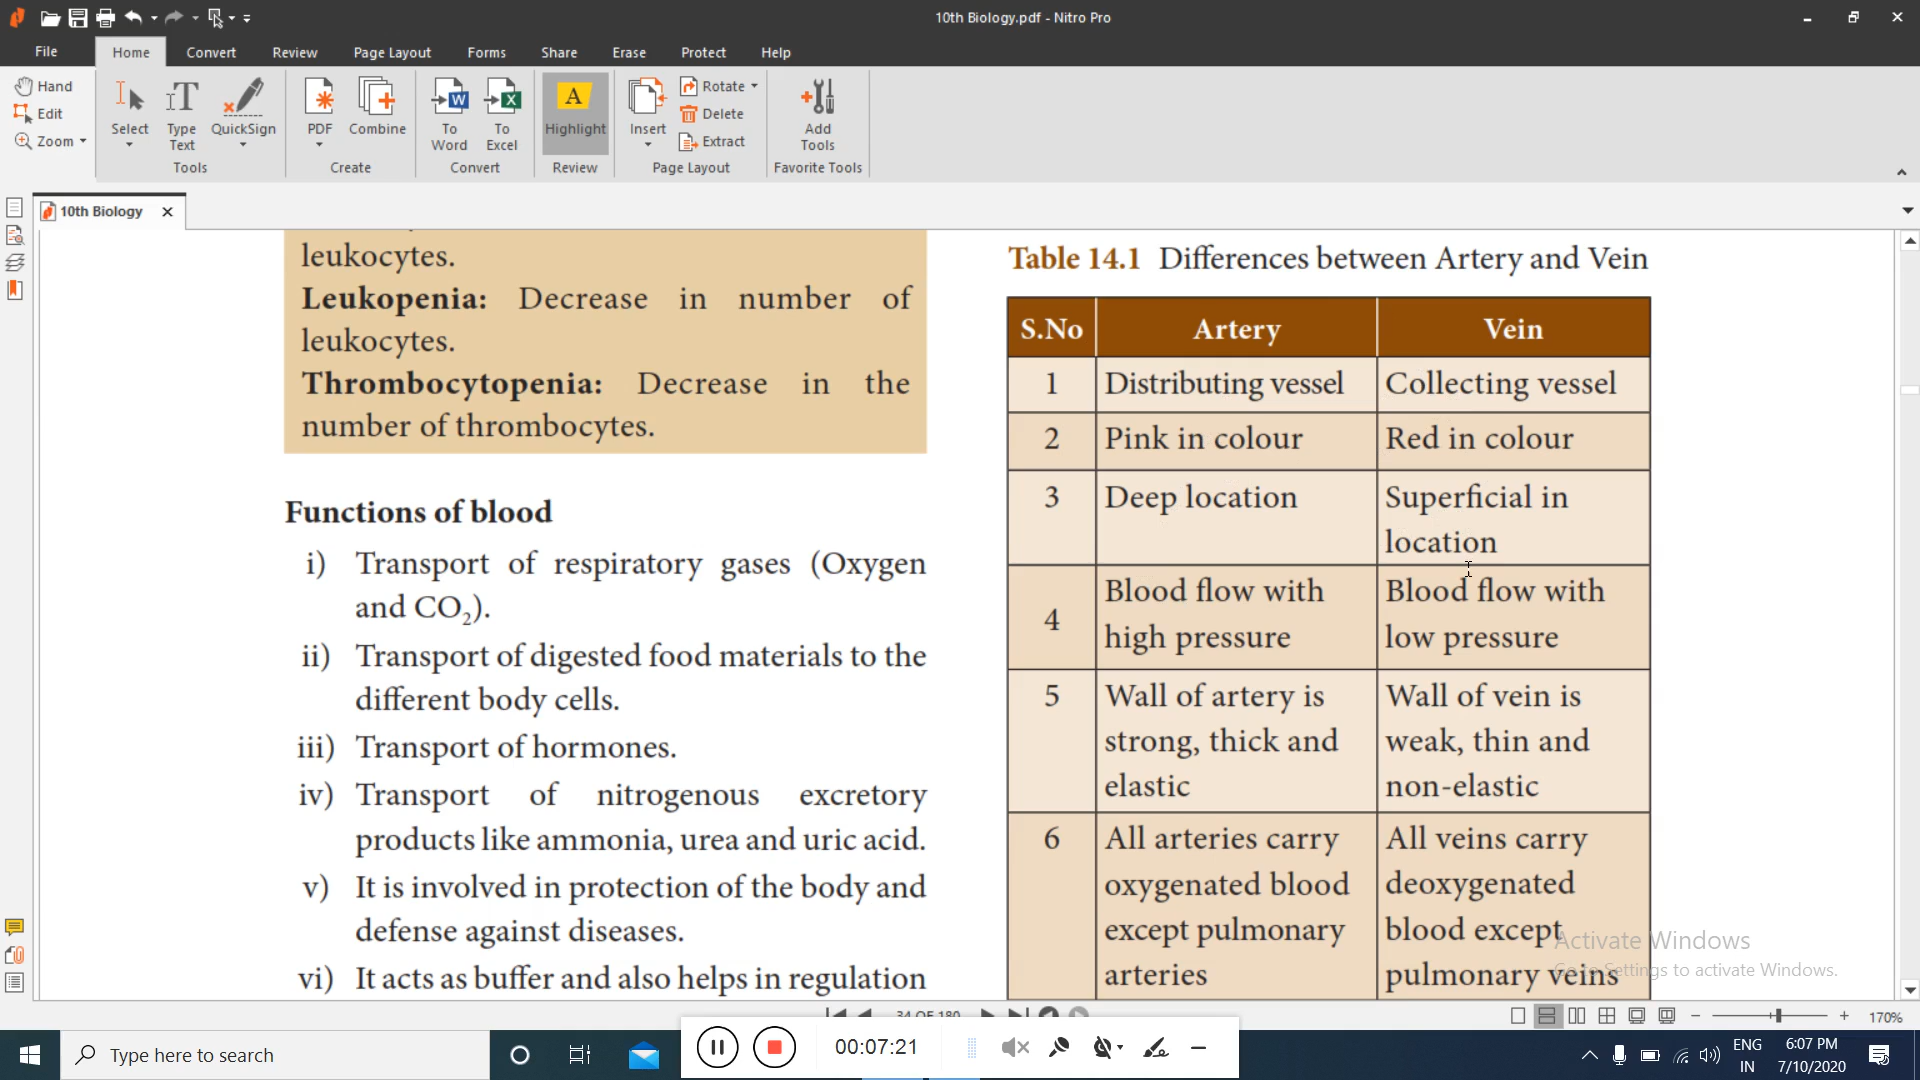 10th Biology.pdf - Nitro Pro
File Home Convert Review Page Layout Forms Share Erase Protect Help
Hand
Edit
Zoom
Select
Type
Text
QuickSign
Tools
PDF
Combine
Create
To
Word
To
Excel
Convert
Highlight
Review
Insert
Rotate
Delete
Extract
Page Layout
Add
Tools
Favorite Tools
10th Biology
leukocytes.
Leukopenia: Decrease in number of
leukocytes.
Thrombocytopenia: Decrease in the
number of thrombocytes.
Functions of blood
i) Transport of respiratory gases (Oxygen
and CO₂).
ii) Transport of digested food materials to the
different body cells.
iii) Transport of hormones.
iv) Transport of nitrogenous excretory
products like ammonia, urea and uric acid.
v) It is involved in protection of the body and
defense against diseases.
vi) It acts as buffer and also helps in regulation
Table 14.1 Differences between Artery and Vein
S.No Artery Vein
1 Distributing vessel Collecting vessel
2 Pink in colour Red in colour
3 Deep location Superficial in
location
4 Blood flow with Blood flow with
high pressure low pressure
5 Wall of artery is Wall of vein is
strong, thick and weak, thin and
elastic non-elastic
6 All arteries carry All veins carry
oxygenated blood deoxygenated
except pulmonary blood except
arteries pulmonary veins
Activate Windows
Go to Settings to activate Windows.
34 OF 180
170%
Type here to search
00:07:21
ENG
IN
6:07 PM
7/10/2020